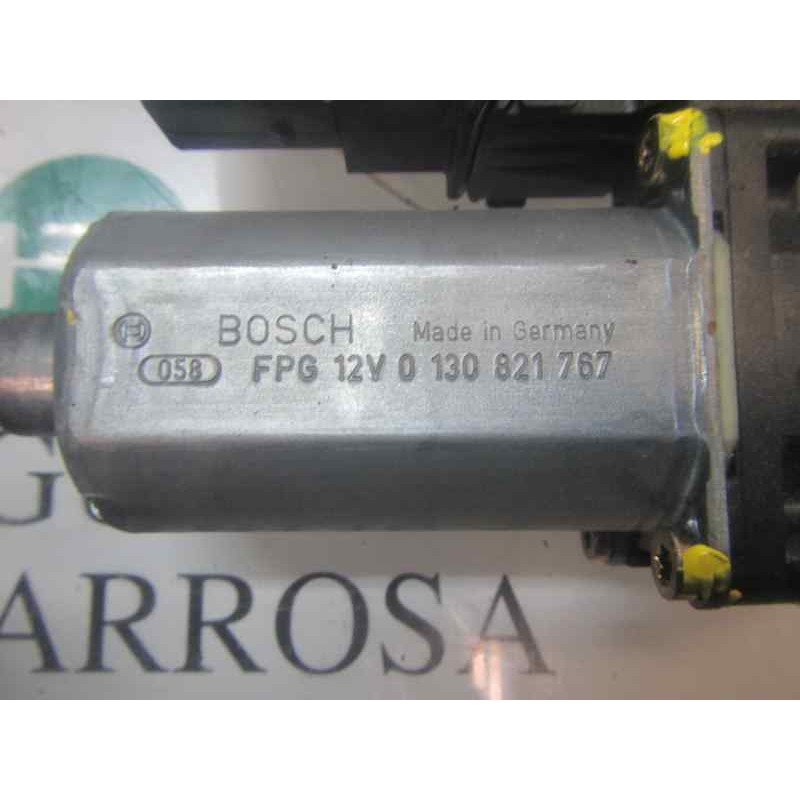 BOSCH Made in Germany
058 FPG 12V 0 130 821 767
ARROSA